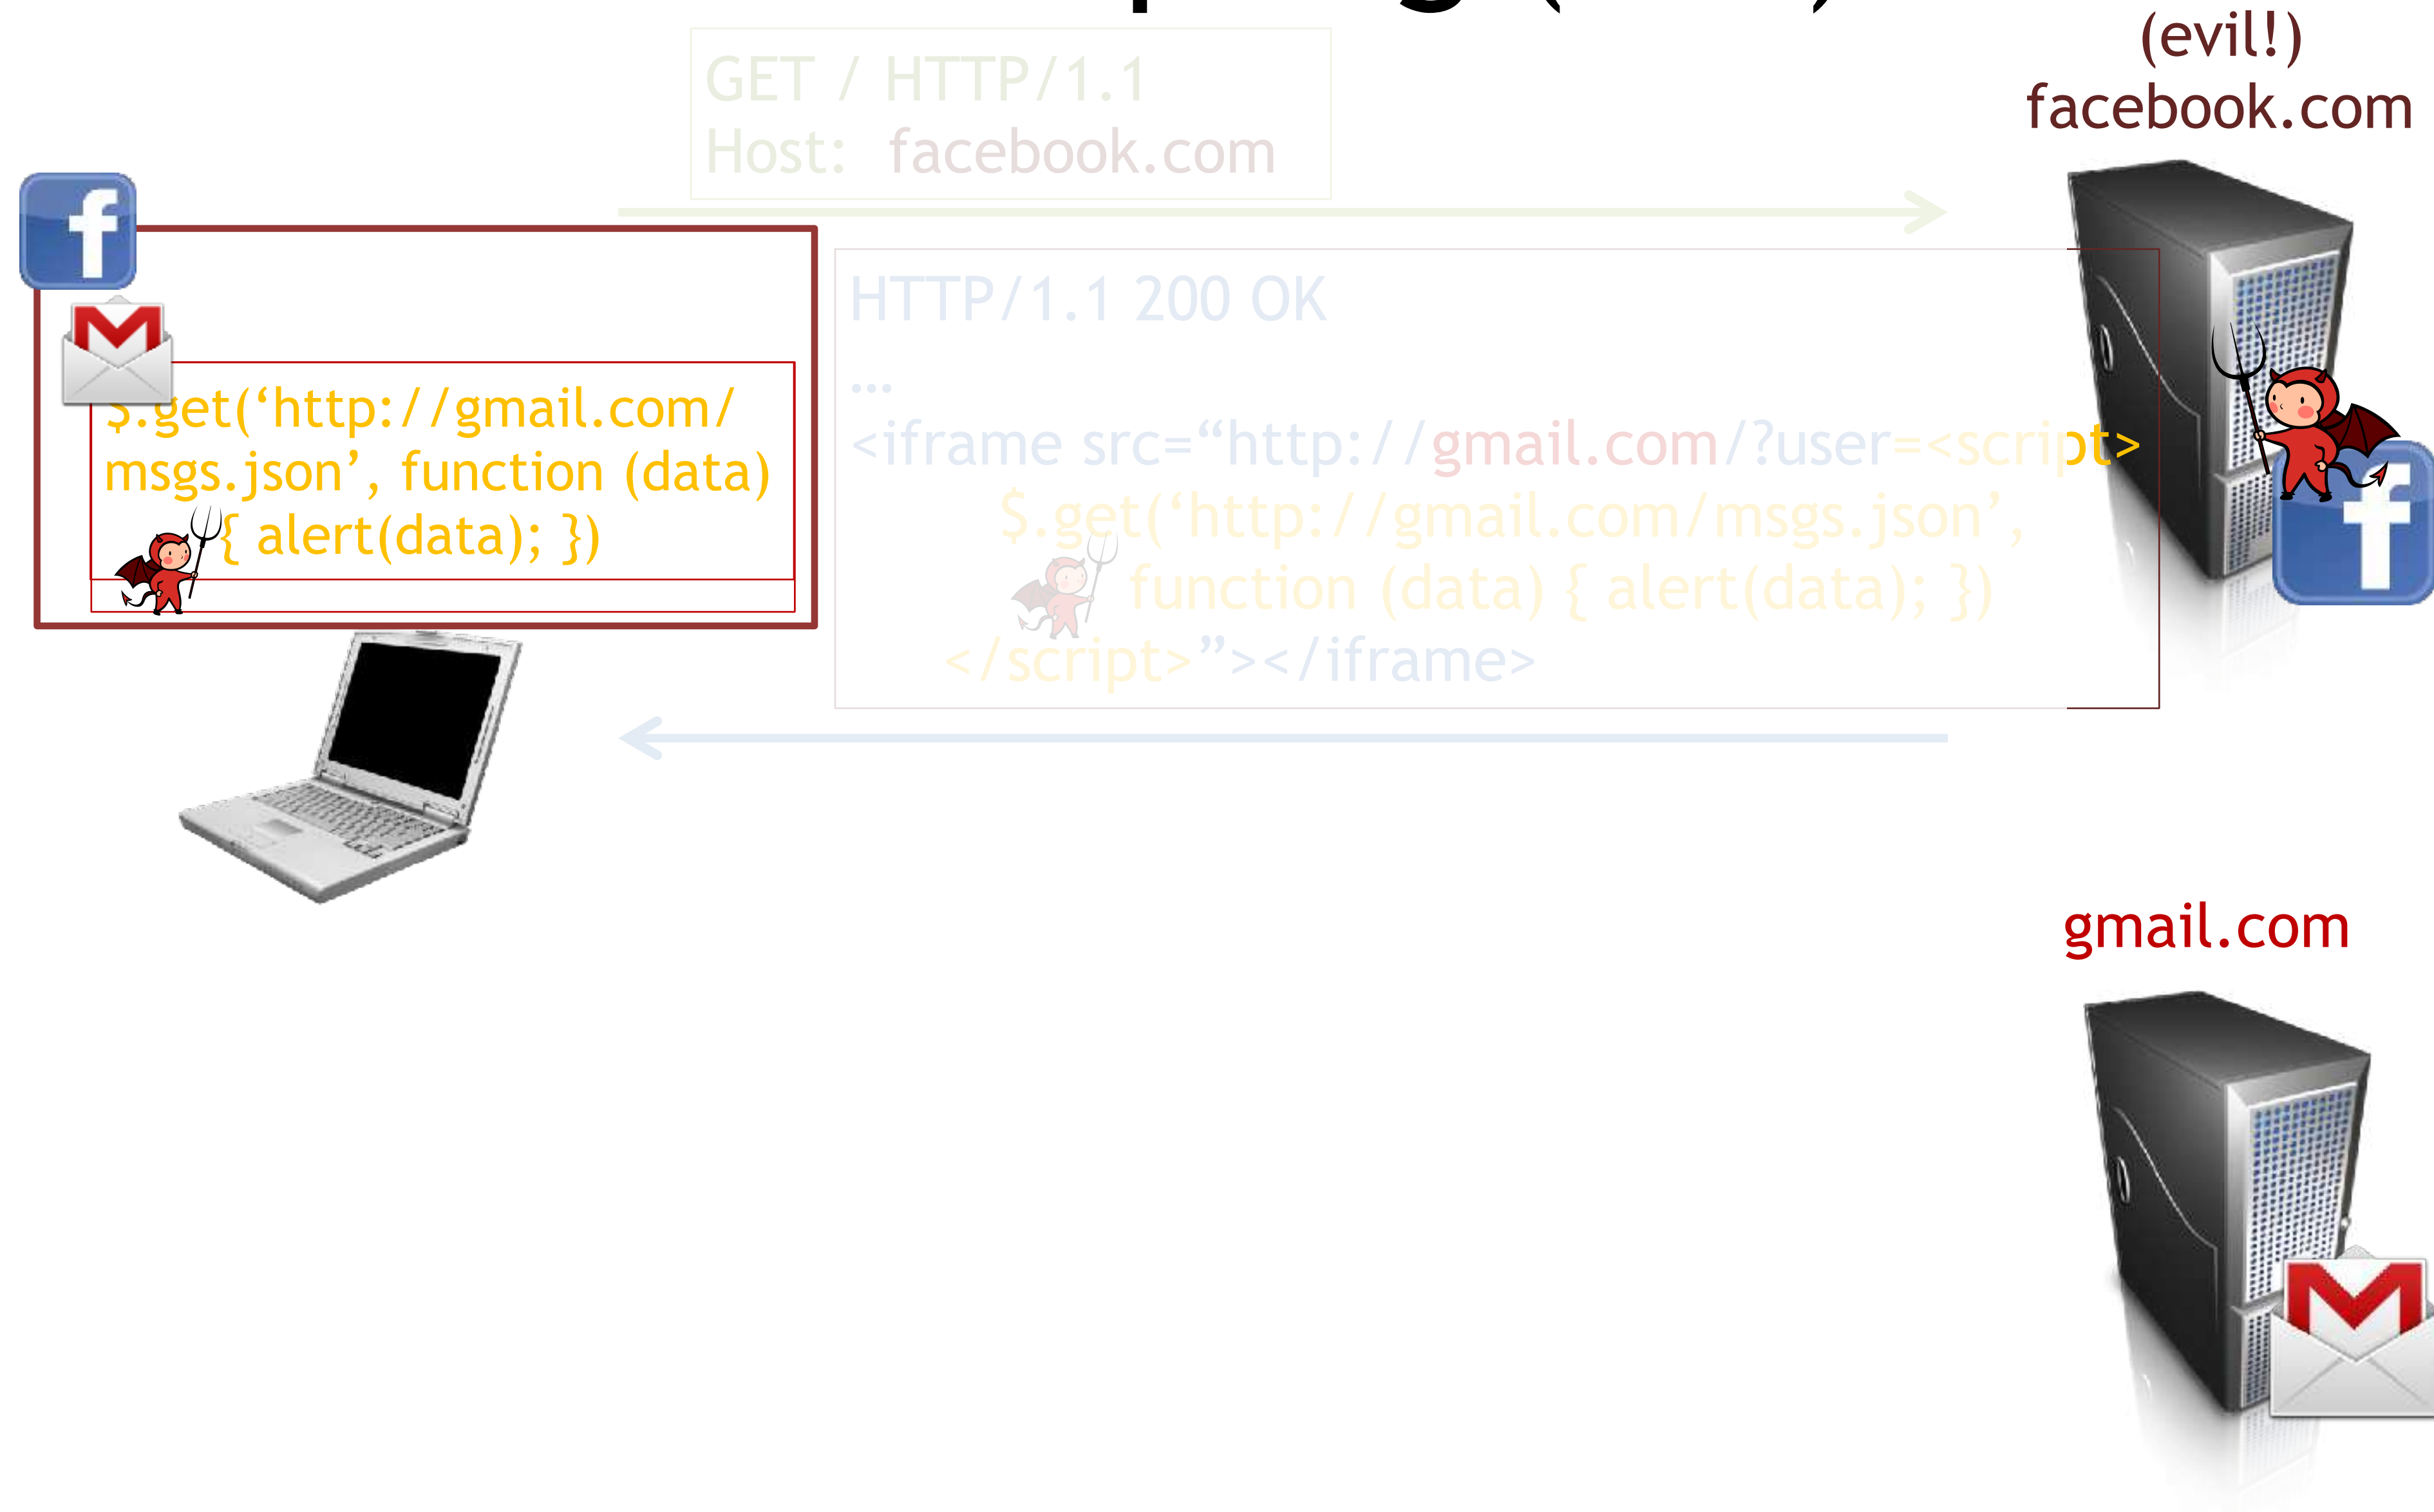 (evil!)
facebook.com
GET / HTTP/1.1
Host: facebook.com
$.get(‘http://gmail.com/
msgs.json’, function (data)
{ alert(data); })
HTTP/1.1 200 OK
…
<iframe src=“http://gmail.com/?user=<script>
$.get(‘http://gmail.com/msgs.json’,
function (data) { alert(data); })
</script>”></iframe>
gmail.com